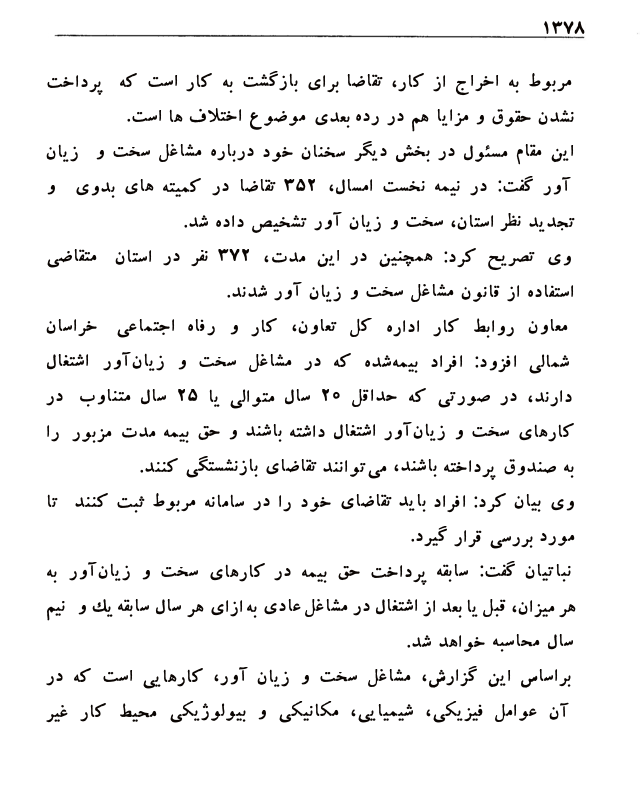 ۱۳۷۸
مربوط به اخراج از کار، تقاضا برای بازگشت به کار است که پرداخت
نشدن حقوق و مزایا هم در رده بعدی موضوع اختلاف ها است.
این مقام مسئول در بخش دیگر سخنان خود درباره مشاغل سخت و زیان
آور گفت: در نیمه نخست امسال، ۳۵۲ تقاضا در کمیته های بدوی و
تجدید نظر استان، سخت و زیان آور تشخیص داده شد.
وی تصریح کرد: همچنین در این مدت، ۳۷۲ نفر در استان متقاضی
استفاده از قانون مشاغل سخت و زیان آور شدند.
معاون روابط کار اداره کل تعاون، کار و رفاه اجتماعی خراسان
شمالی افزود: افراد بیمه‌شده که در مشاغل سخت و زیان‌آور اشتغال
دارند، در صورتی که حداقل ۲۰ سال متوالی یا ۲۵ سال متناوب در
کارهای سخت و زیان‌آور اشتغال داشته باشند و حق بیمه مدت مزبور را
به صندوق پرداخته باشند، می‌توانند تقاضای بازنشستگی کنند.
وی بیان کرد: افراد باید تقاضای خود را در سامانه مربوط ثبت کنند تا
مورد بررسی قرار گیرد.
نباتیان گفت: سابقه پرداخت حق بیمه در کارهای سخت و زیان‌آور به
هر میزان، قبل یا بعد از اشتغال در مشاغل عادی به‌ازای هر سال سابقه یك و نیم
سال محاسبه خواهد شد.
براساس این گزارش، مشاغل سخت و زیان آور، کارهایی است که در
آن عوامل فیزیکی، شیمیایی، مکانیکی و بیولوژیکی محیط کار غیر